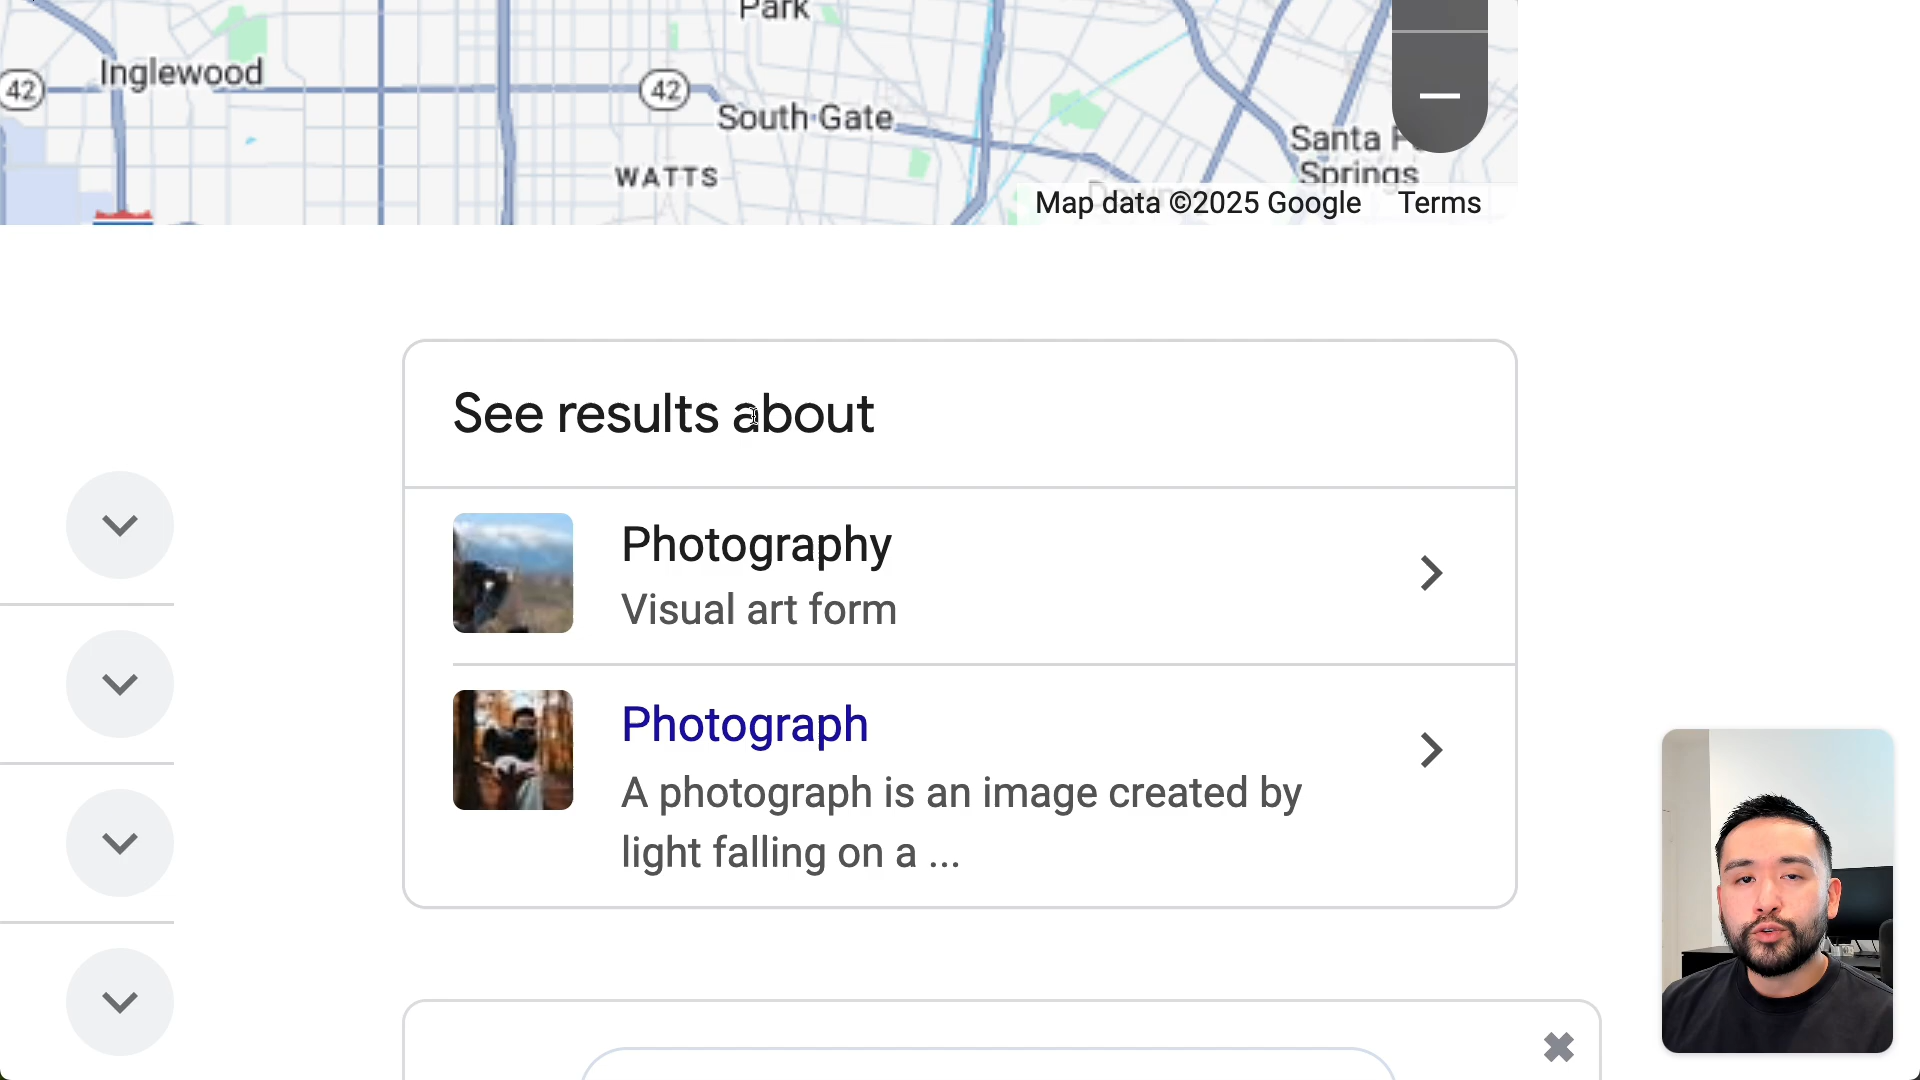 Park
Inglewood
42
42
South Gate
Santa F
Springs
WATTS
Downey
Map data ©2025 Google Terms
See results about
Photography
Visual art form
Photograph
A photograph is an image created by
light falling on a ...